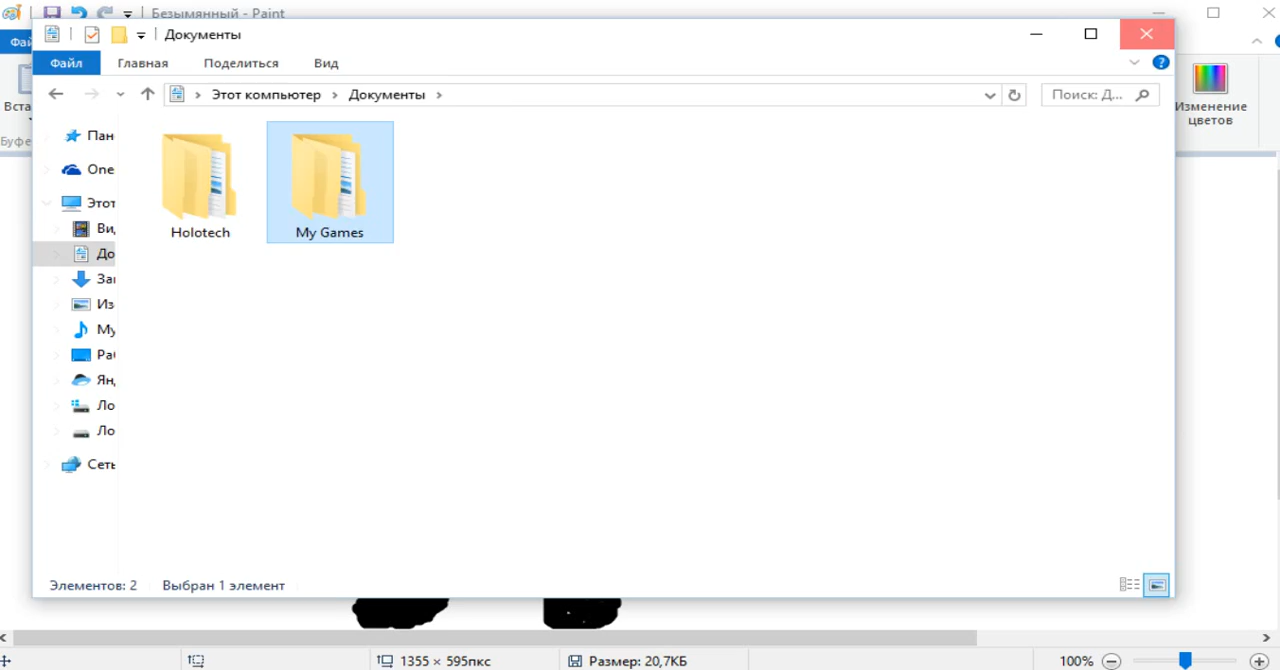 Безымянный - Paint
Документы
Файл Главная Поделиться Вид
Этот компьютер Документы
Поиск: Д...
Изменение
цветов
Holotech
My Games
Элементов: 2 Выбран 1 элемент
1355 × 595пкс
Размер: 20,7КБ
100%